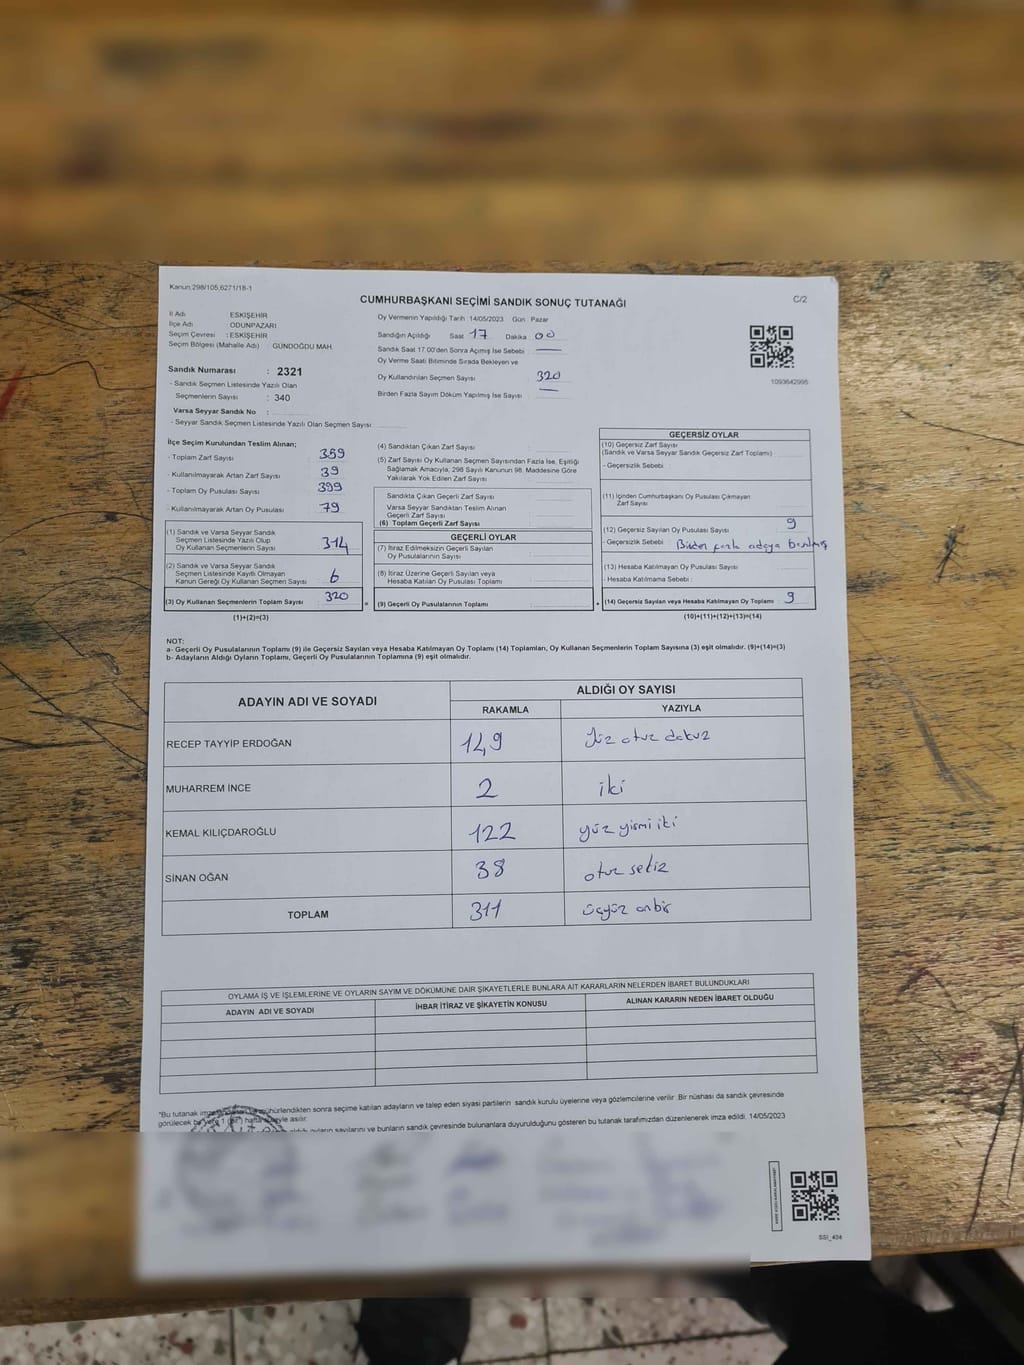 Kanun:298/105,6271/18-1
C/2
CUMHURBAŞKANI SEÇİMİ SANDIK SONUÇ TUTANAĞI
İl Adı : ESKİŞEHİR
İlçe Adı : ODUNPAZARI
Seçim Çevresi : ESKİŞEHİR
Seçim Bölgesi (Mahalle Adı) : GÜNDOĞDU MAH.
Sandık Numarası : 2321
- Sandık Seçmen Listesinde Yazılı Olan
Seçmenlerin Sayısı : 340
Varsa Seyyar Sandık No :
- Seyyar Sandık Seçmen Listesinde Yazılı Olan Seçmen Sayısı:
Oy Vermenin Yapıldığı Tarih :14/05/2023 Gün : Pazar
Sandığın Açıldığı Saat : 17 Dakika : 00
Sandık Saat 17.00'den Sonra Açılmış İse Sebebi :
Oy Verme Saati Bitiminde Sırada Bekleyen ve
Oy Kullandırılan Seçmen Sayısı : 320
Birden Fazla Sayım Döküm Yapılmış İse Sayısı :
1093642995
İlçe Seçim Kurulundan Teslim Alınan;
- Toplam Zarf Sayısı : 359
- Kullanılmayarak Artan Zarf Sayısı : 39
- Toplam Oy Pusulası Sayısı : 399
- Kullanılmayarak Artan Oy Pusulası : 79
(1) Sandık ve Varsa Seyyar Sandık
Seçmen Listesinde Yazılı Olup
Oy Kullanan Seçmenlerin Sayısı : 314
(2) Sandık ve Varsa Seyyar Sandık
Seçmen Listesinde Kayıtlı Olmayan
Kanun Gereği Oy Kullanan Seçmen Sayısı : 6
(3) Oy Kullanan Seçmenlerin Toplam Sayısı : 320
(1)+(2)=(3)
(4) Sandıktan Çıkan Zarf Sayısı :
(5) Zarf Sayısı Oy Kullanan Seçmen Sayısından Fazla İse, Eşitliği
Sağlamak Amacıyla, 298 Sayılı Kanunun 98. Maddesine Göre
Yakılarak Yok Edilen Zarf Sayısı :
Sandıkta Çıkan Geçerli Zarf Sayısı :
Varsa Seyyar Sandıktan Teslim Alınan
Geçerli Zarf Sayısı :
(6) Toplam Geçerli Zarf Sayısı :
GEÇERLİ OYLAR
(7) İtiraz Edilmeksizin Geçerli Sayılan
Oy Pusulalarının Sayısı :
(8) İtiraz Üzerine Geçerli Sayılan veya
Hesaba Katılan Oy Pusulası Toplamı :
= (9) Geçerli Oy Pusulalarının Toplamı :
GEÇERSİZ OYLAR
(10) Geçersiz Zarf Sayısı
(Sandık ve Varsa Seyyar Sandık Geçersiz Zarf Toplamı) :
- Geçersizlik Sebebi :
(11) İçinden Cumhurbaşkanı Oy Pusulası Çıkmayan
Zarf Sayısı :
(12) Geçersiz Sayılan Oy Pusulası Sayısı : 9
- Geçersizlik Sebebi : Birden fazla adaya basılmış
(13) Hesaba Katılmayan Oy Pusulası Sayısı :
- Hesaba Katılmama Sebebi :
+ (14) Geçersiz Sayılan veya Hesaba Katılmayan Oy Toplamı : 9
(10)+(11)+(12)+(13)=(14)
NOT:
a- Geçerli Oy Pusulalarının Toplamı (9) ile Geçersiz Sayılan veya Hesaba Katılmayan Oy Toplamı (14) Toplamları, Oy Kullanan Seçmenlerin Toplam Sayısına (3) eşit olmalıdır. (9)+(14)=(3)
b- Adayların Aldığı Oyların Toplamı, Geçerli Oy Pusulalarının Toplamına (9) eşit olmalıdır.
ADAYIN ADI VE SOYADI
ALDIĞI OY SAYISI
RAKAMLA YAZIYLA
RECEP TAYYİP ERDOĞAN 149 Yüz otuz dokuz
MUHARREM İNCE 2 iki
KEMAL KILIÇDAROĞLU 122 yüz yirmi iki
SİNAN OĞAN 38 otuz sekiz
TOPLAM 311 üçyüz onbir
OYLAMA İŞ VE İŞLEMLERİNE VE OYLARIN SAYIM VE DÖKÜMÜNE DAİR ŞİKAYETLERLE BUNLARA AİT KARARLARIN NELERDEN İBARET BULUNDUKLARI
ADAYIN ADI VE SOYADI İHBAR İTİRAZ VE ŞİKAYETİN KONUSU ALINAN KARARIN NEDEN İBARET OLDUĞU
"Bu tutanak mühürlendikten sonra seçime katılan adayların ve talep eden siyasi partilerin sandık kurulu üyelerine veya gözlemcilerine verilir. Bir nüshası da sandık çevresinde
görülecek asılır.
oyların sayılarını ve bunların sandık çevresinde bulunanlara duyurulduğunu gösteren bu tutanak tarafımızdan düzenlenerek imza edildi. 14/05/2023
SSI_404